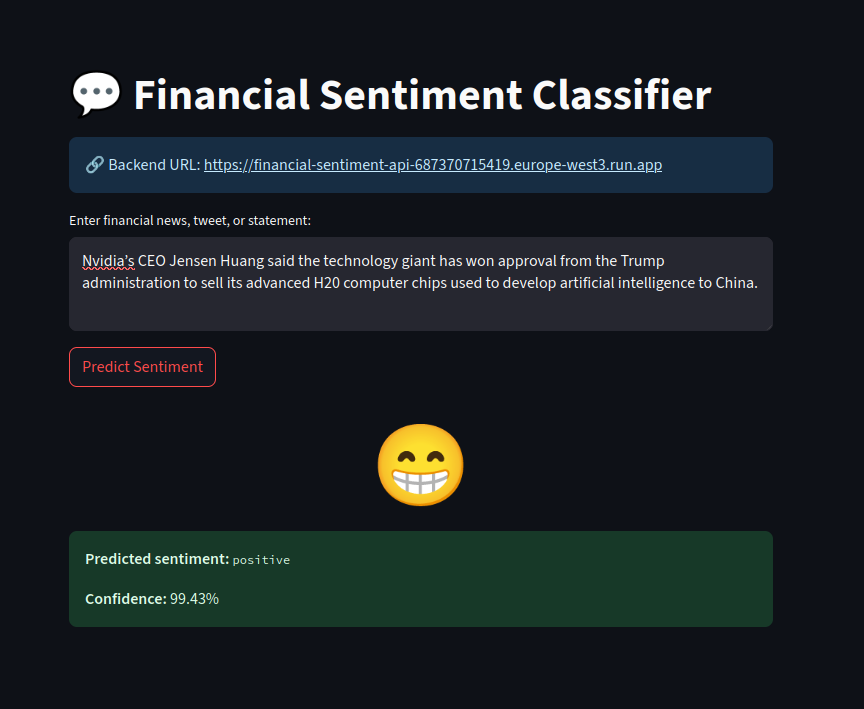 💬 Financial Sentiment Classifier
🔗 Backend URL: https://financial-sentiment-api-687370715419.europe-west3.run.app
Enter financial news, tweet, or statement:
Nvidia’s CEO Jensen Huang said the technology giant has won approval from the Trump
administration to sell its advanced H20 computer chips used to develop artificial intelligence to China.
Predict Sentiment
Predicted sentiment: positive
Confidence: 99.43%